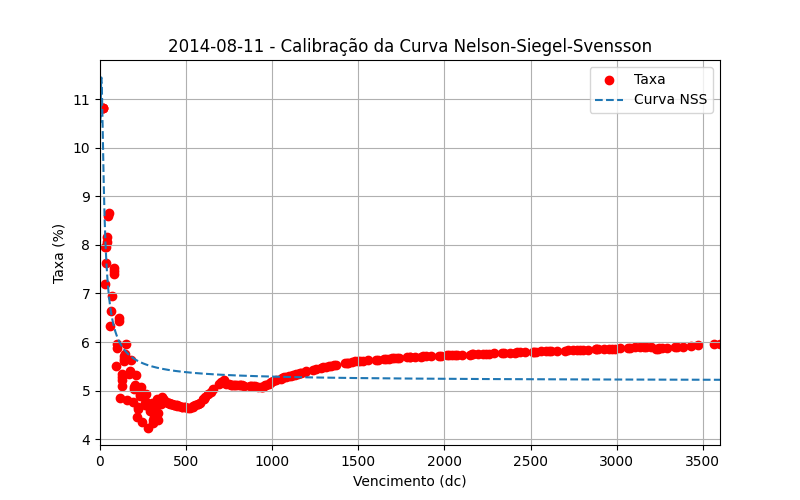 2014-08-11 - Calibração da Curva Nelson-Siegel-Svensson
Taxa
Curva NSS
Taxa (%)
11
10
9
8
7
6
5
4
0 500 1000 1500 2000 2500 3000 3500
Vencimento (dc)